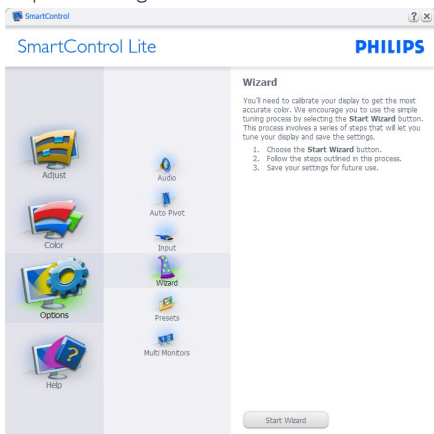 SmartControl
SmartControl Lite
PHILIPS
Adjust
Color
Options
Help
Audio
Auto Pivot
Input
Wizard
Presets
Multi Monitors
Wizard
You'll need to calibrate your display to get the most
accurate color. We encourage you to use the simple
tuning process by selecting the Start Wizard button.
This process involves a series of steps that will let you
tune your display and save the settings.
1. Choose the Start Wizard button.
2. Follow the steps outlined in this process.
3. Save your settings for future use.
Start Wizard